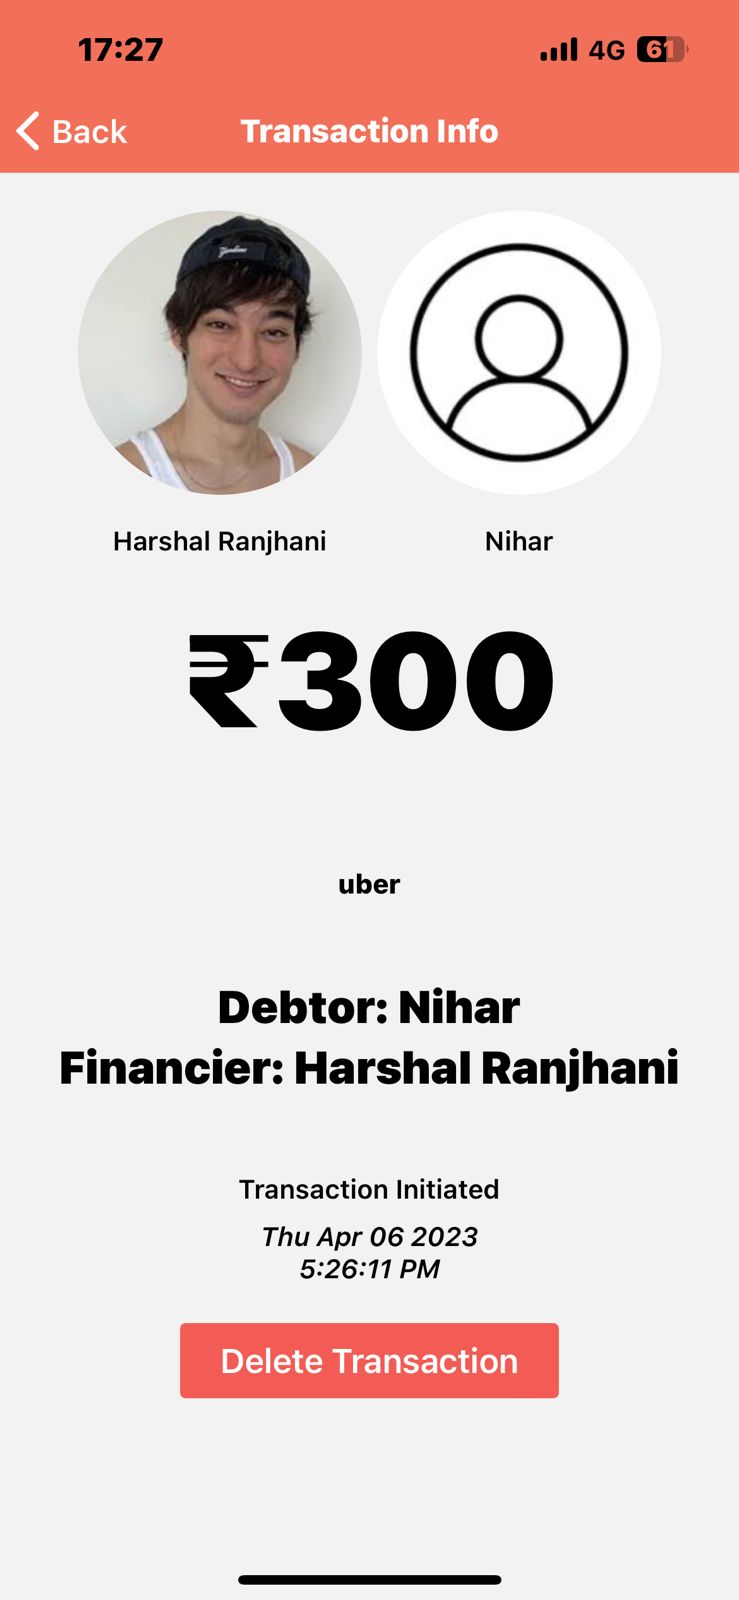 17:27 4G 61
Back Transaction Info
Harshal Ranjhani Nihar
₹300
uber
Debtor: Nihar
Financier: Harshal Ranjhani
Transaction Initiated
Thu Apr 06 2023
5:26:11 PM
Delete Transaction